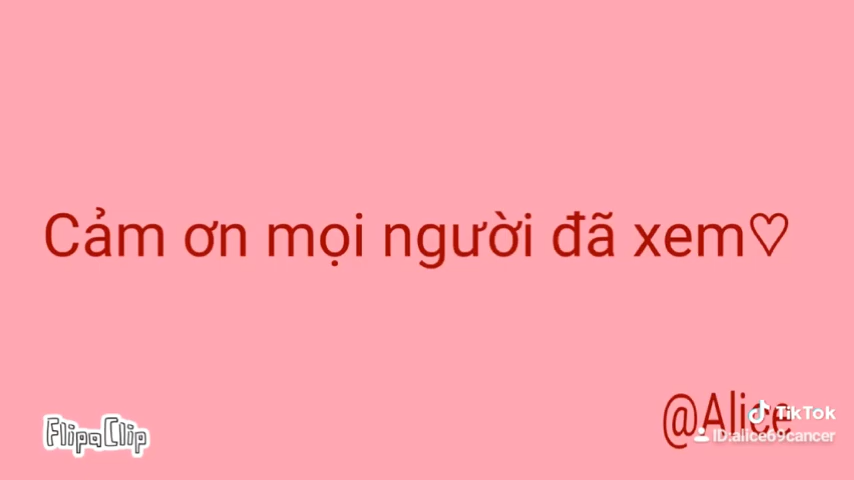 Cảm ơn mọi người đã xem♡
@Alice
TikTok
ID:alice69cancer
FlipaClip